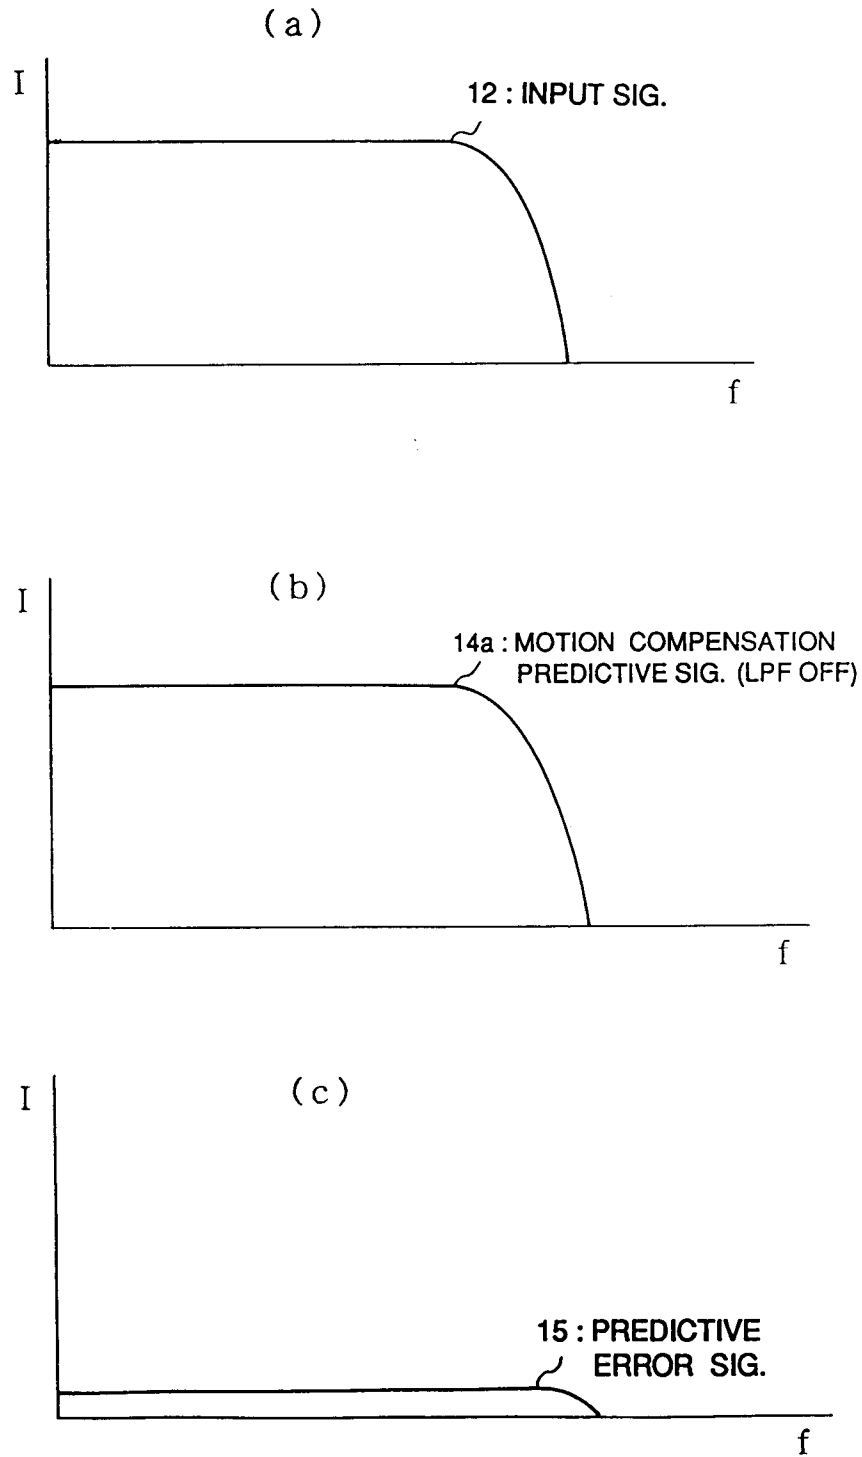 (a)
I
12 : INPUT SIG.
f
(b)
I
14a : MOTION COMPENSATION
PREDICTIVE SIG. (LPF OFF)
f
(c)
I
15 : PREDICTIVE
ERROR SIG.
f